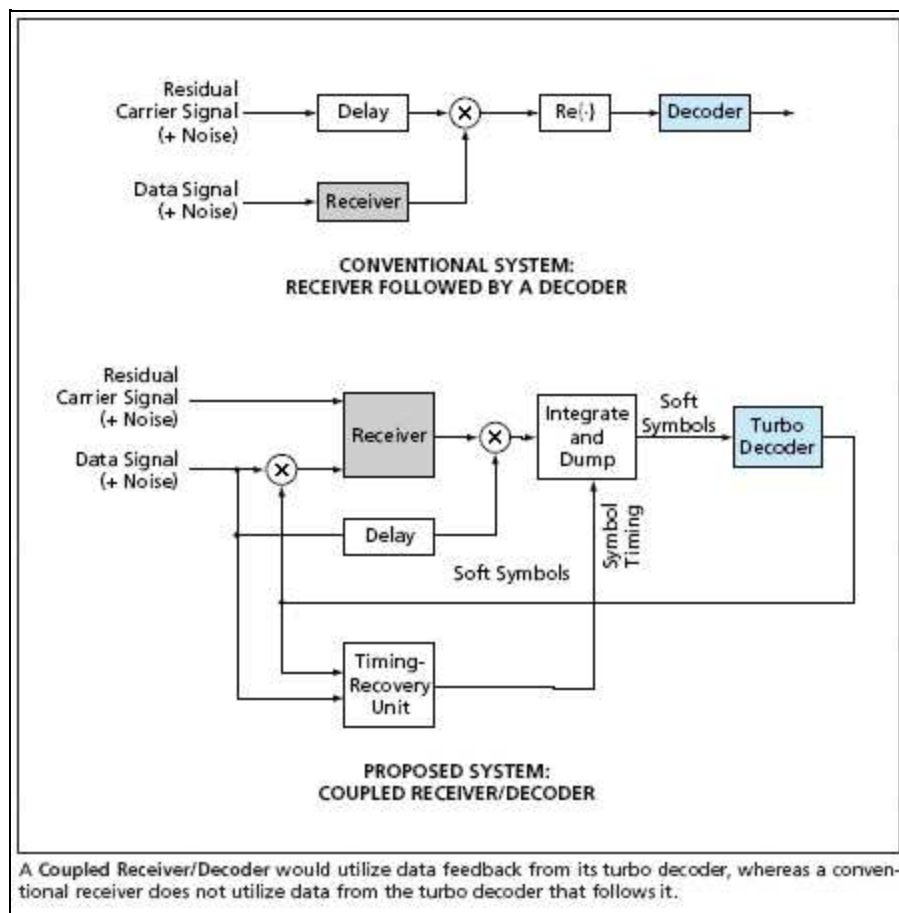 Residual
Carrier Signal
(+ Noise)
Delay
×
Re{·}
Decoder
Data Signal
(+ Noise)
Receiver
CONVENTIONAL SYSTEM:
RECEIVER FOLLOWED BY A DECODER
Residual
Carrier Signal
(+ Noise)
Data Signal
(+ Noise)
×
Receiver
×
Integrate
and
Dump
Soft
Symbols
Turbo
Decoder
Delay
Soft Symbols
Symbol
Timing
Timing-
Recovery
Unit
PROPOSED SYSTEM:
COUPLED RECEIVER/DECODER
A Coupled Receiver/Decoder would utilize data feedback from its turbo decoder, whereas a conven-
tional receiver does not utilize data from the turbo decoder that follows it.